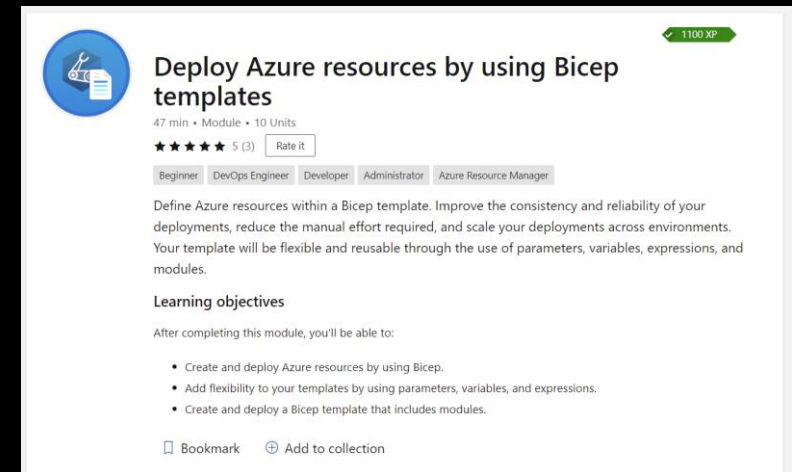 1100 XP
Deploy Azure resources by using Bicep
templates
47 min • Module • 10 Units
5 (3) Rate it
Beginner DevOps Engineer Developer Administrator Azure Resource Manager
Define Azure resources within a Bicep template. Improve the consistency and reliability of your
deployments, reduce the manual effort required, and scale your deployments across environments.
Your template will be flexible and reusable through the use of parameters, variables, expressions, and
modules.
Learning objectives
After completing this module, you'll be able to:
• Create and deploy Azure resources by using Bicep.
• Add flexibility to your templates by using parameters, variables, and expressions.
• Create and deploy a Bicep template that includes modules.
Bookmark Add to collection